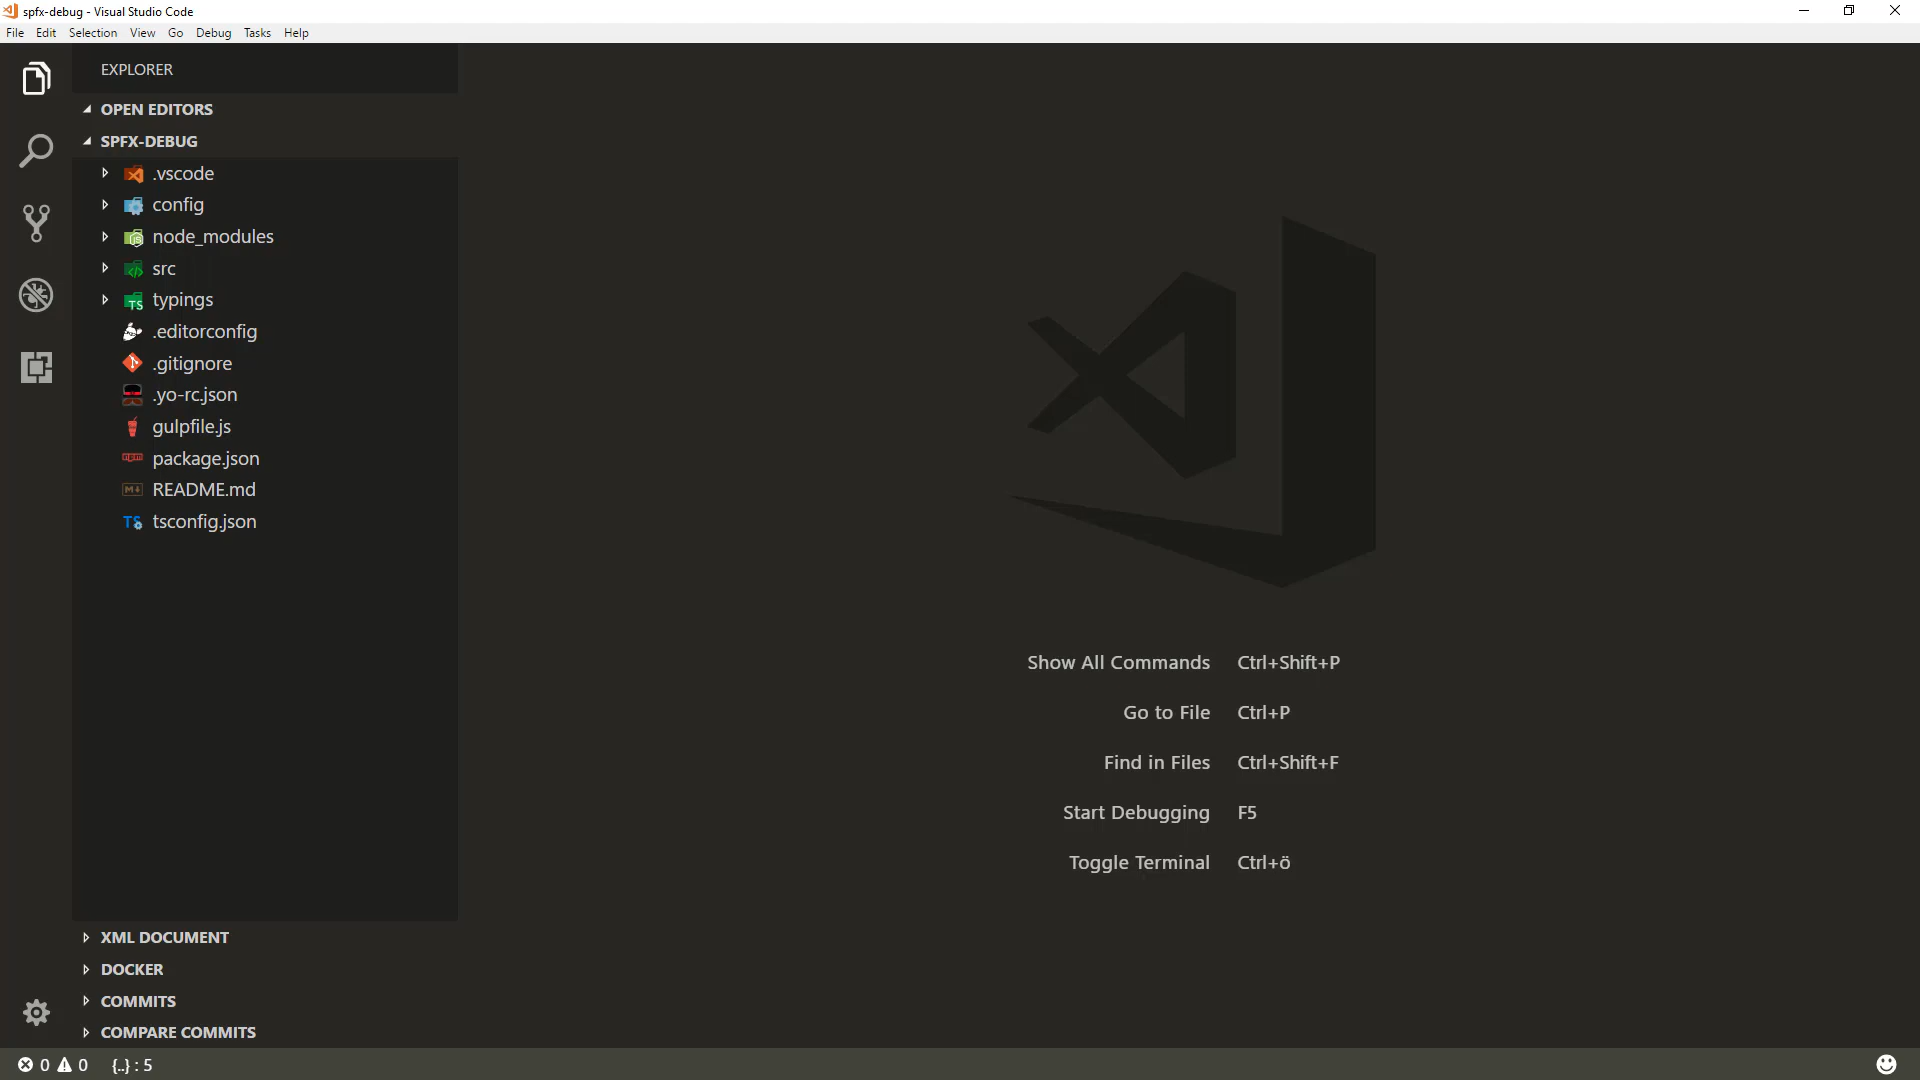 spfx-debug - Visual Studio Code
File Edit Selection View Go Debug Tasks Help
EXPLORER
OPEN EDITORS
SPFX-DEBUG
.vscode
config
node_modules
src
typings
.editorconfig
.gitignore
.yo-rc.json
gulpfile.js
package.json
README.md
tsconfig.json
Show All Commands Ctrl+Shift+P
Go to File Ctrl+P
Find in Files Ctrl+Shift+F
Start Debugging F5
Toggle Terminal Ctrl+ö
XML DOCUMENT
DOCKER
COMMITS
COMPARE COMMITS
0 0 {..} : 5